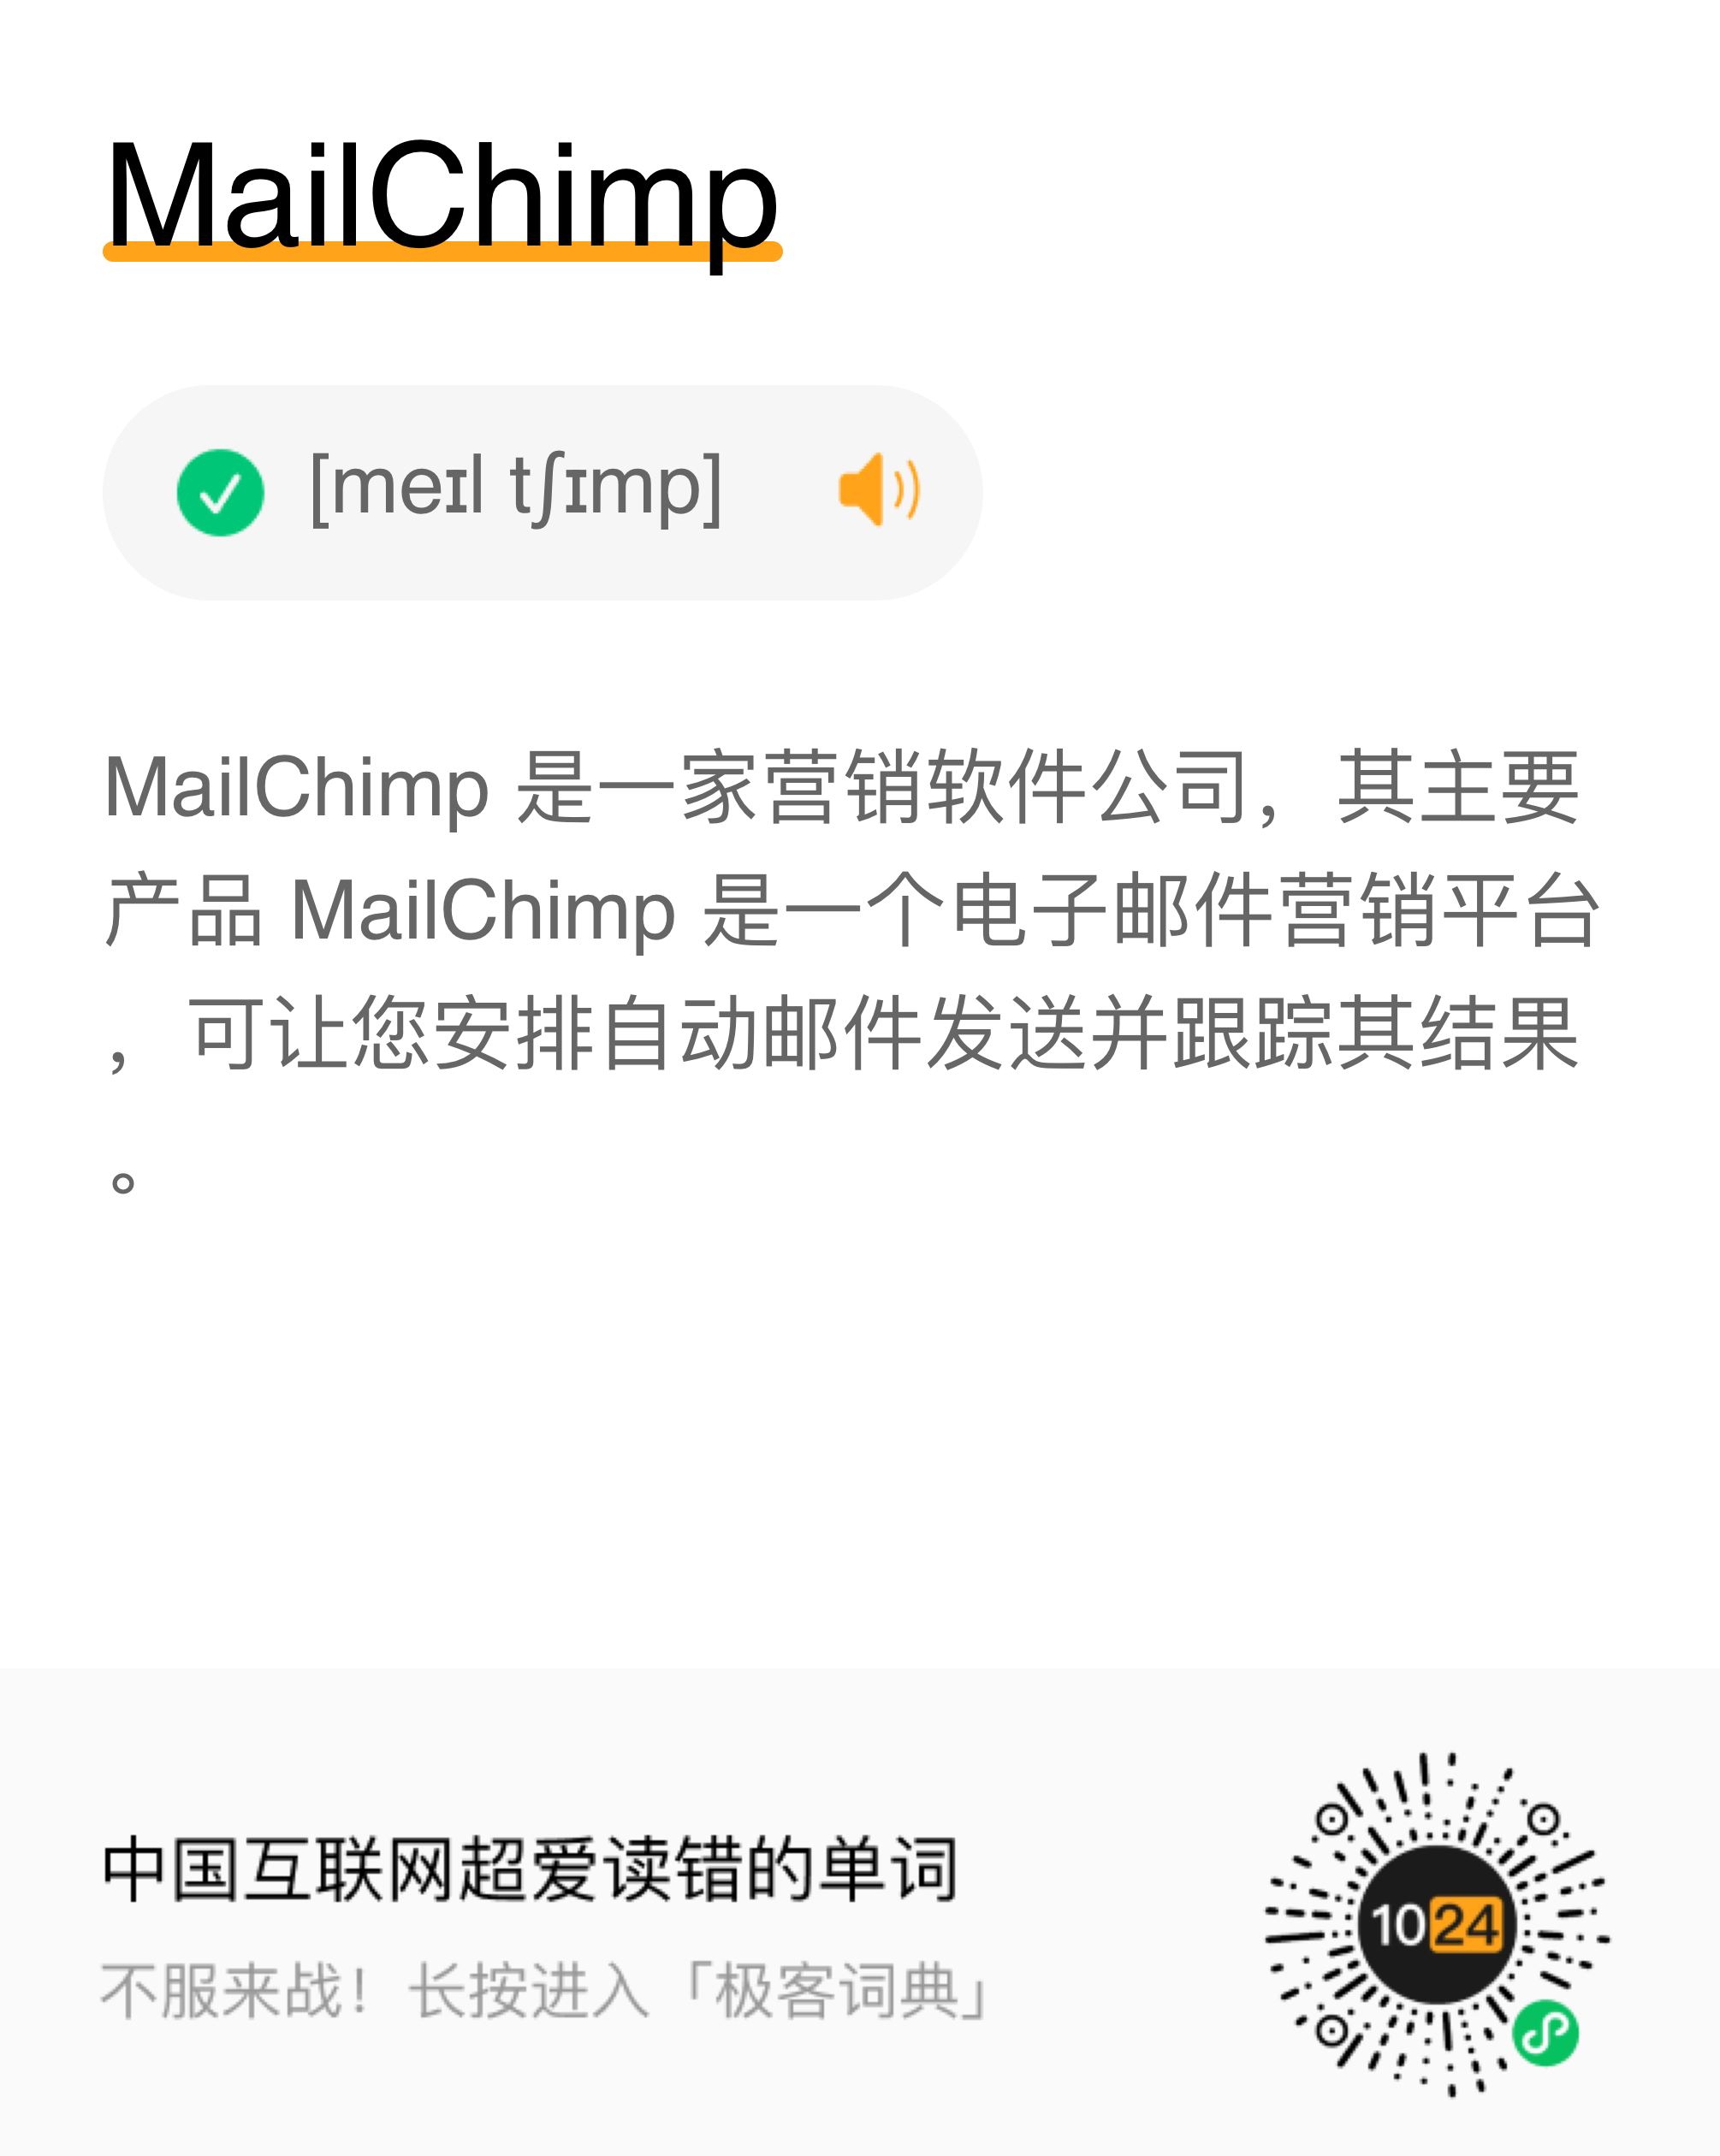 MailChimp
[meɪl tʃɪmp]
MailChimp 是一家营销软件公司，其主要
产品 MailChimp 是一个电子邮件营销平台
，可让您安排自动邮件发送并跟踪其结果
。
中国互联网超爱读错的单词
不服来战！长按进入「极客词典」
1024